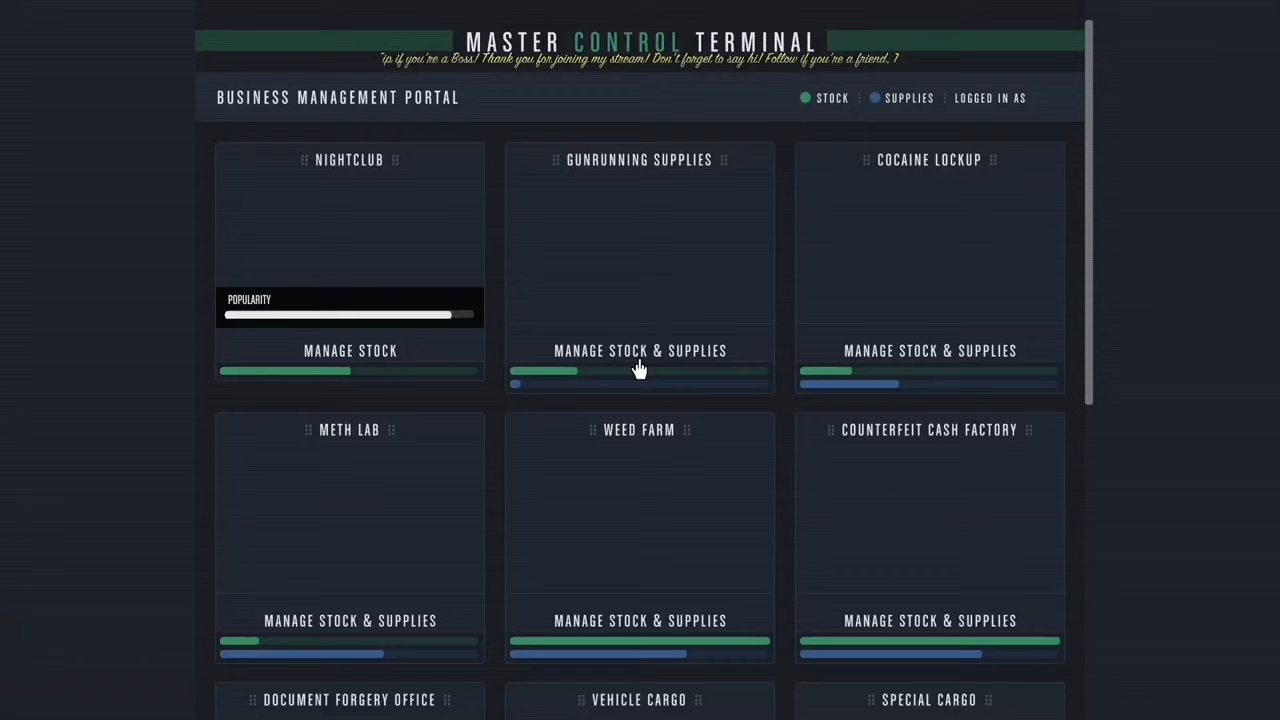 MASTER CONTROL TERMINAL
if you're a Boss! Thank you for joining my stream! Don't forget to say hi! Follow if you're a friend.
BUSINESS MANAGEMENT PORTAL
STOCK
SUPPLIES
LOGGED IN AS
NIGHTCLUB
GUNRUNNING SUPPLIES
COCAINE LOCKUP
POPULARITY
MANAGE STOCK
MANAGE STOCK & SUPPLIES
MANAGE STOCK & SUPPLIES
METH LAB
WEED FARM
COUNTERFEIT CASH FACTORY
MANAGE STOCK & SUPPLIES
MANAGE STOCK & SUPPLIES
MANAGE STOCK & SUPPLIES
DOCUMENT FORGERY OFFICE
VEHICLE CARGO
SPECIAL CARGO